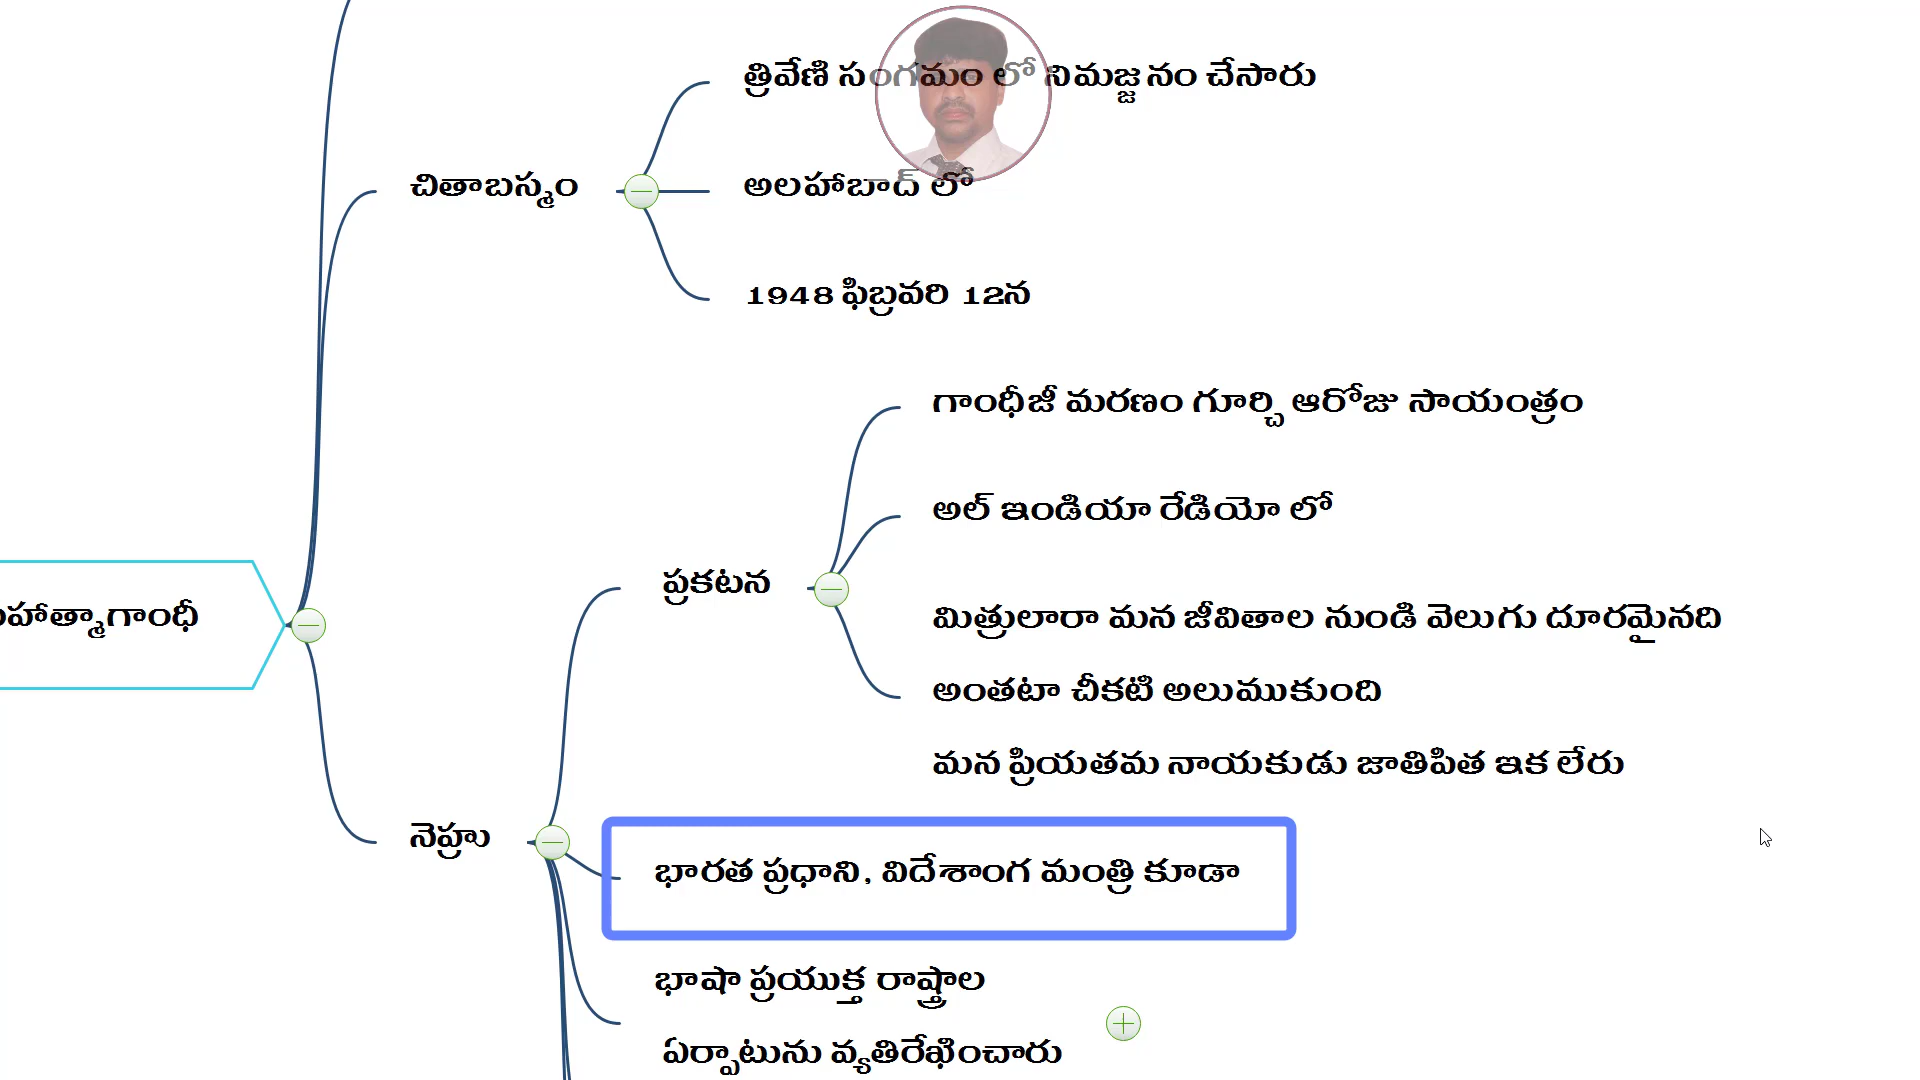 త్రివేణి సంగమం లో నిమజ్జనం చేసారు
చితాబస్మం
అలహాబాద్ లో
1948 ఫిబ్రవరి 12న
గాంధీజీ మరణం గూర్చి ఆరోజు సాయంత్రం
అల్ ఇండియా రేడియో లో
ప్రకటన
మిత్రులారా మన జీవితాల నుండి వెలుగు దూరమైనది
అంతటా చీకటి అలుముకుంది
మన ప్రియతమ నాయకుడు జాతిపిత ఇక లేరు
మహాత్మాగాంధీ
నెహ్రు
భారత ప్రధాని, విదేశాంగ మంత్రి కూడా
భాషా ప్రయుక్త రాష్ట్రాల
ఏర్పాటును వ్యతిరేఖించారు